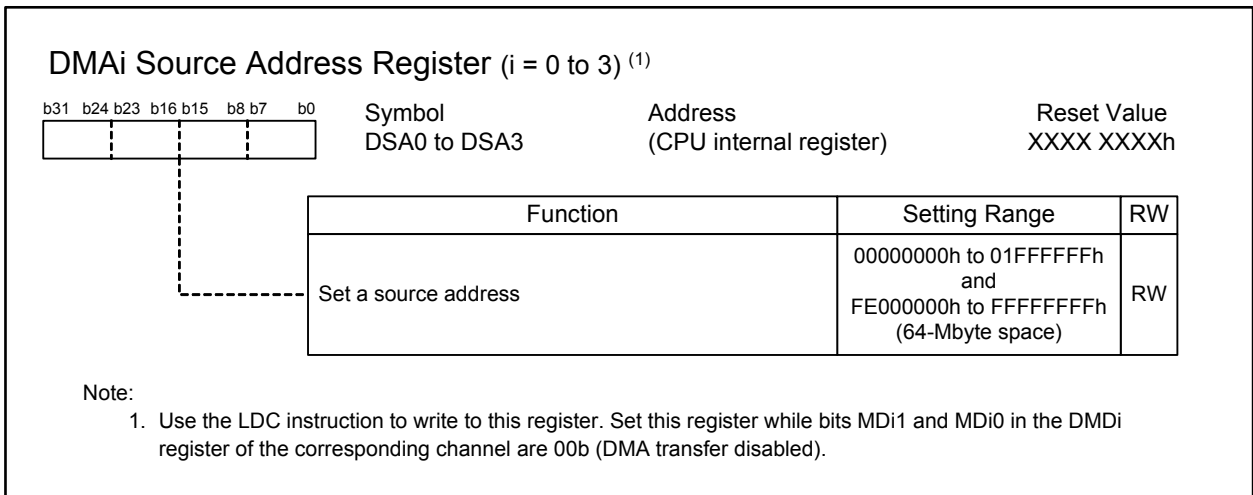 DMAi Source Address Register (i = 0 to 3) (1)
b31 b24 b23 b16 b15 b8 b7 b0
Symbol Address Reset Value
DSA0 to DSA3 (CPU internal register) XXXX XXXXh
Function Setting Range RW
Set a source address
00000000h to 01FFFFFFh
and
FE000000h to FFFFFFFFh
(64-Mbyte space)
RW
Note:
1. Use the LDC instruction to write to this register. Set this register while bits MDi1 and MDi0 in the DMDi
register of the corresponding channel are 00b (DMA transfer disabled).